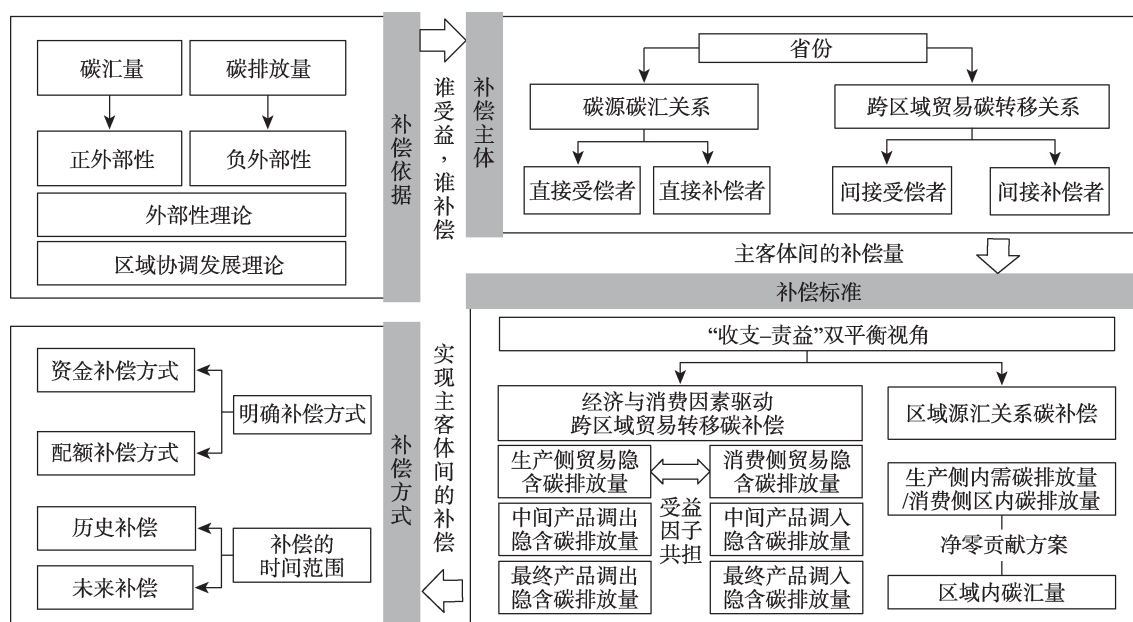 碳汇量
碳排放量
正外部性
负外部性
外部性理论
区域协调发展理论
补偿依据
谁受益，谁补偿
补偿主体
省份
碳源碳汇关系
跨区域贸易碳转移关系
直接受偿者
直接补偿者
间接受偿者
间接补偿者
主客体间的补偿量
补偿标准
“收支–责益”双平衡视角
经济与消费因素驱动
跨区域贸易转移碳补偿
区域源汇关系碳补偿
生产侧贸易隐
含碳排放量
消费侧贸易隐
含碳排放量
中间产品调出
隐含碳排放量
受益
因子
共担
中间产品调入
隐含碳排放量
最终产品调出
隐含碳排放量
最终产品调入
隐含碳排放量
生产侧内需碳排放量
/消费侧区内碳排放量
净零贡献方案
区域内碳汇量
实现主客体间的补偿
补偿方式
资金补偿方式
明确补偿方式
配额补偿方式
历史补偿
补偿的
时间范围
未来补偿